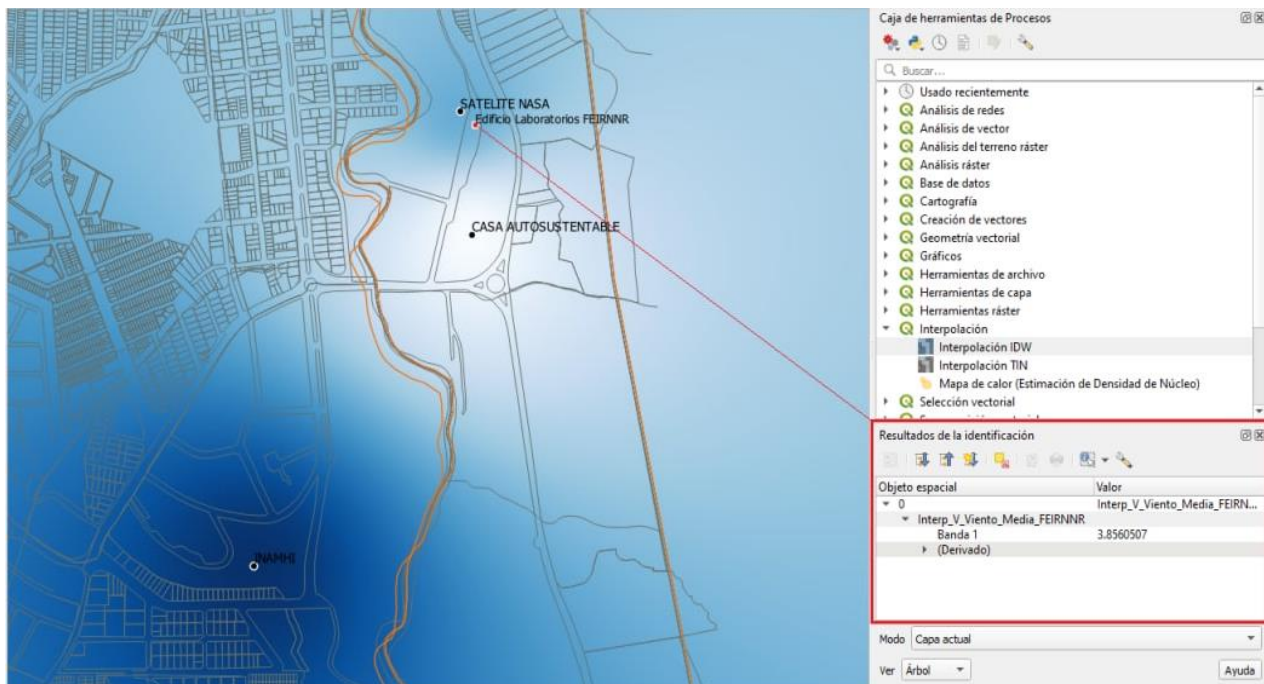 SATELITE NASA
Edificio Laboratorios FEIRNNR
CASA AUTOSUSTENTABLE
INAMHI
Caja de herramientas de Procesos
Buscar...
Usado recientemente
Análisis de redes
Análisis de vector
Análisis del terreno ráster
Análisis ráster
Base de datos
Cartografía
Creación de vectores
Geometría vectorial
Gráficos
Herramientas de archivo
Herramientas de capa
Herramientas ráster
Interpolación
Interpolación IDW
Interpolación TIN
Mapa de calor (Estimación de Densidad de Núcleo)
Selección vectorial
Resultados de la identificación
Objeto espacial Valor
0 Interp_V_Viento_Media_FEIRN...
Interp_V_Viento_Media_FEIRNNR
Banda 1 3.8560507
(Derivado)
Modo Capa actual
Ver Árbol Ayuda